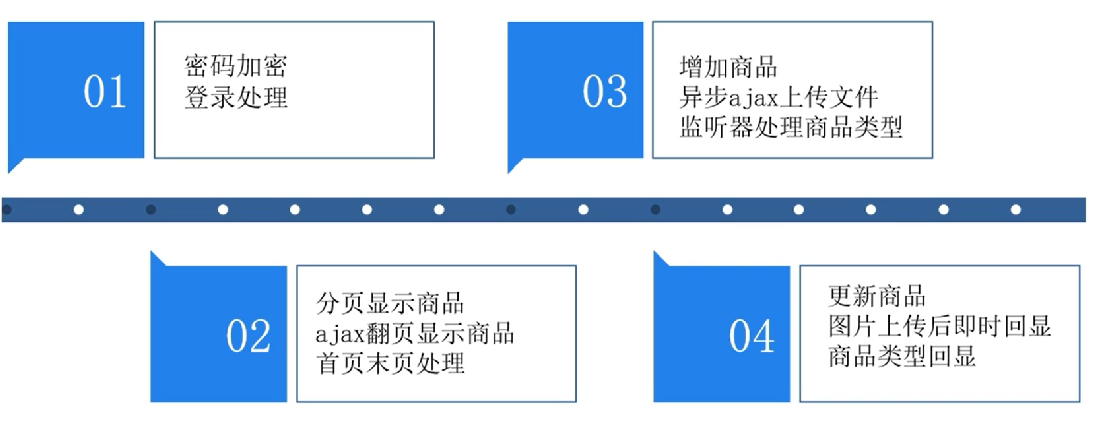 01
密码加密
登录处理
03
增加商品
异步ajax上传文件
监听器处理商品类型
02
分页显示商品
ajax翻页显示商品
首页末页处理
04
更新商品
图片上传后即时回显
商品类型回显